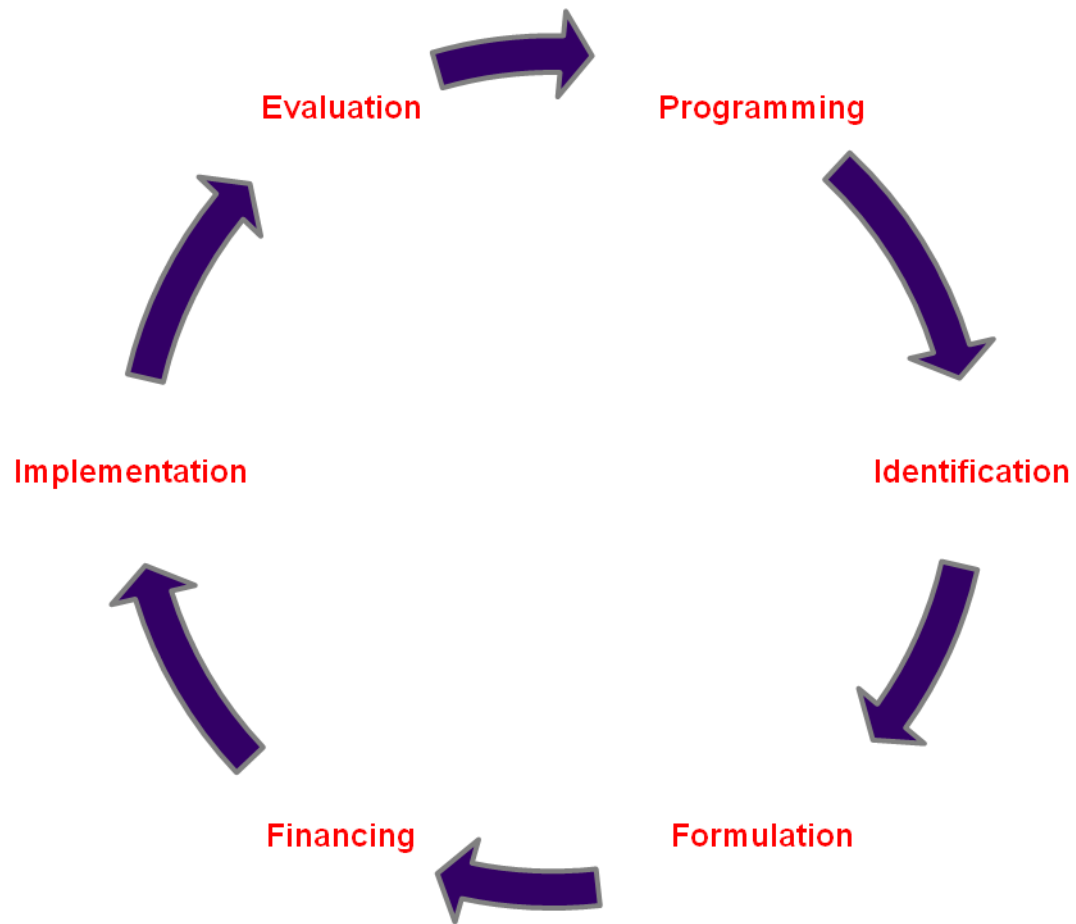 Evaluation
Programming
Implementation
Identification
Financing
Formulation